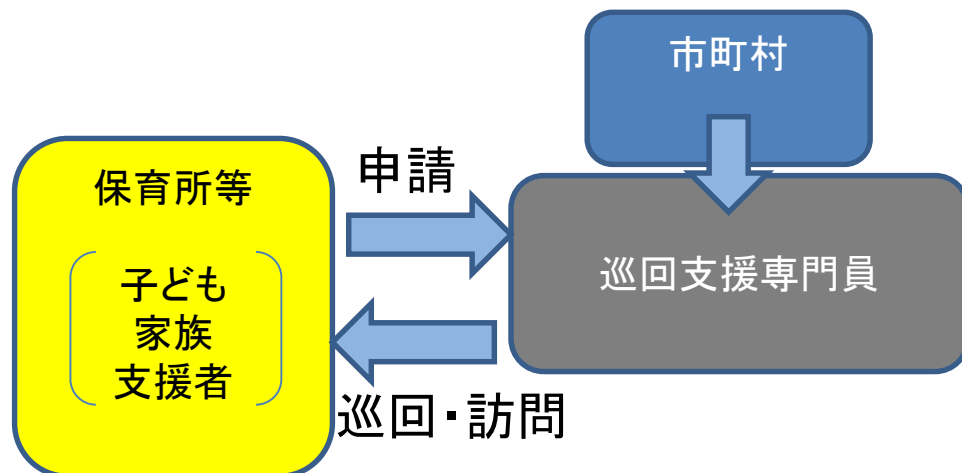 市町村
保育所等
申請
子ども
家族
支援者
巡回支援専門員
巡回・訪問